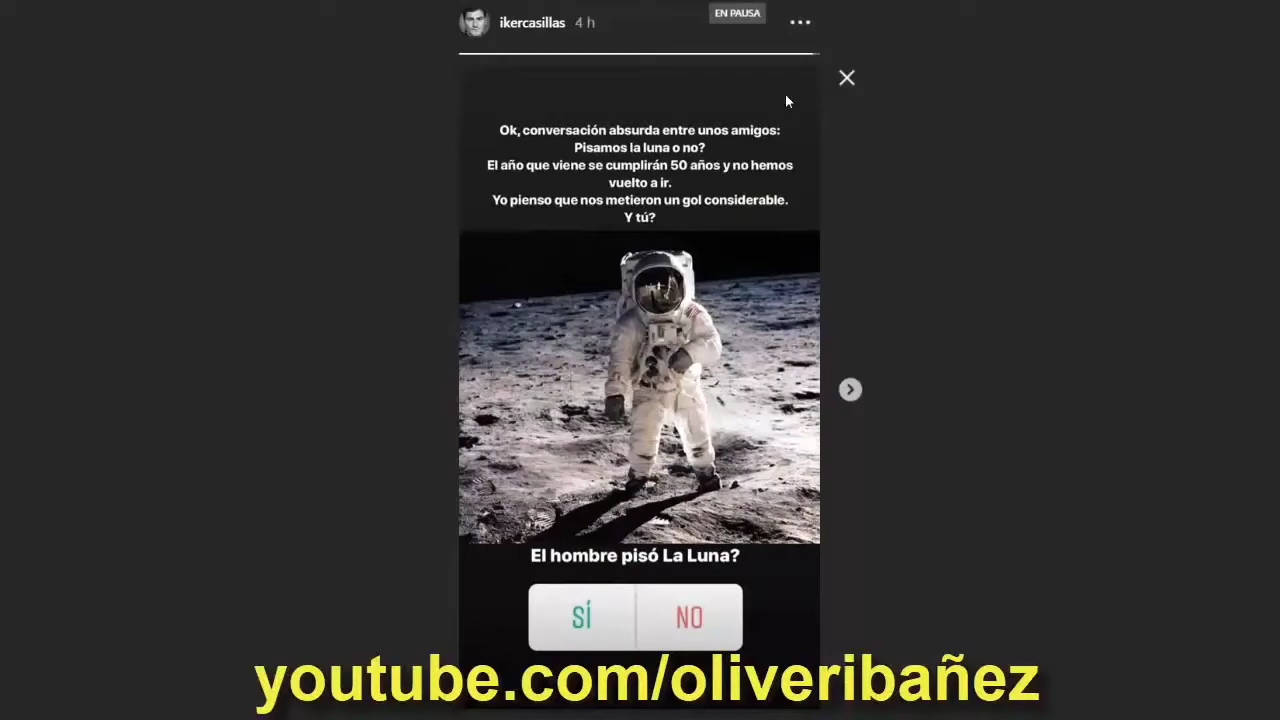 EN PAUSA
ikercasillas 4 h
Ok, conversación absurda entre unos amigos:
Pisamos la luna o no?
El año que viene se cumplirán 50 años y no hemos
vuelto a ir.
Yo pienso que nos metieron un gol considerable.
Y tú?
El hombre pisó La Luna?
SÍ NO
youtube.com/oliveribañez